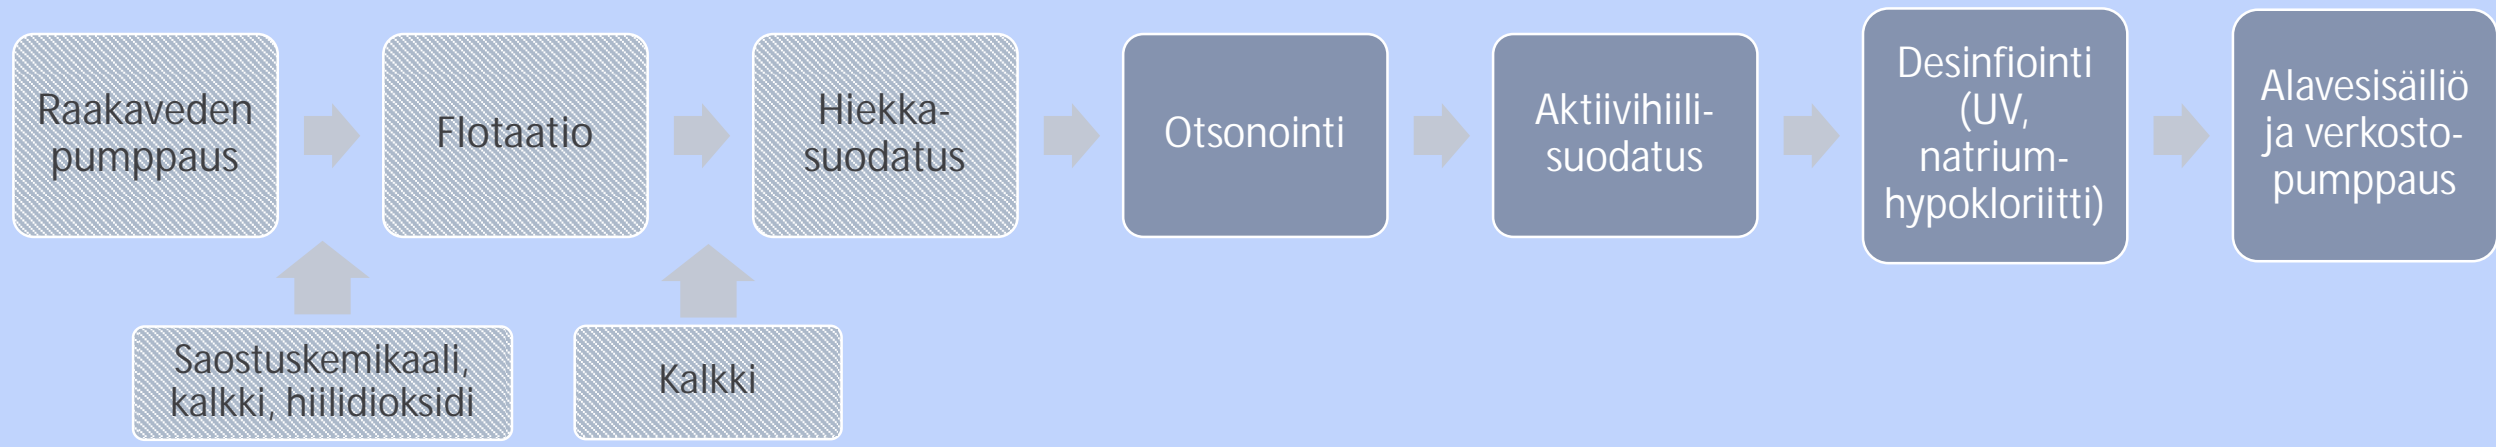 Raakaveden
pumppaus
Flotaatio
Hiekka-
suodatus
Otsonointi
Aktiivihiili-
suodatus
Desinfiointi
(UV,
natrium-
hypokloriitti)
Alavesisäiliö
ja verkosto-
pumppaus
Saostuskemikaali,
kalkki, hiilidioksidi
Kalkki